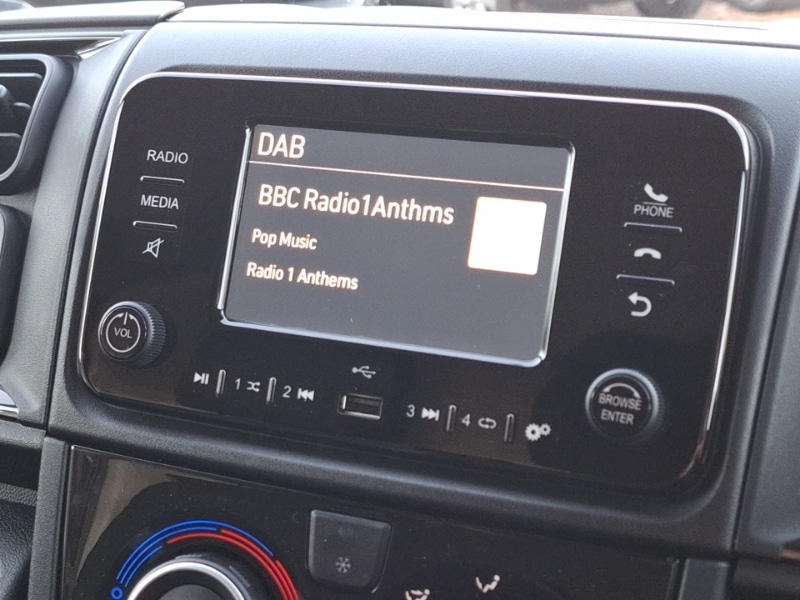 RADIO
MEDIA
VOL
DAB
BBC Radio1Anthms
Pop Music
Radio 1 Anthems
PHONE
1
2
3
4
BROWSE
ENTER